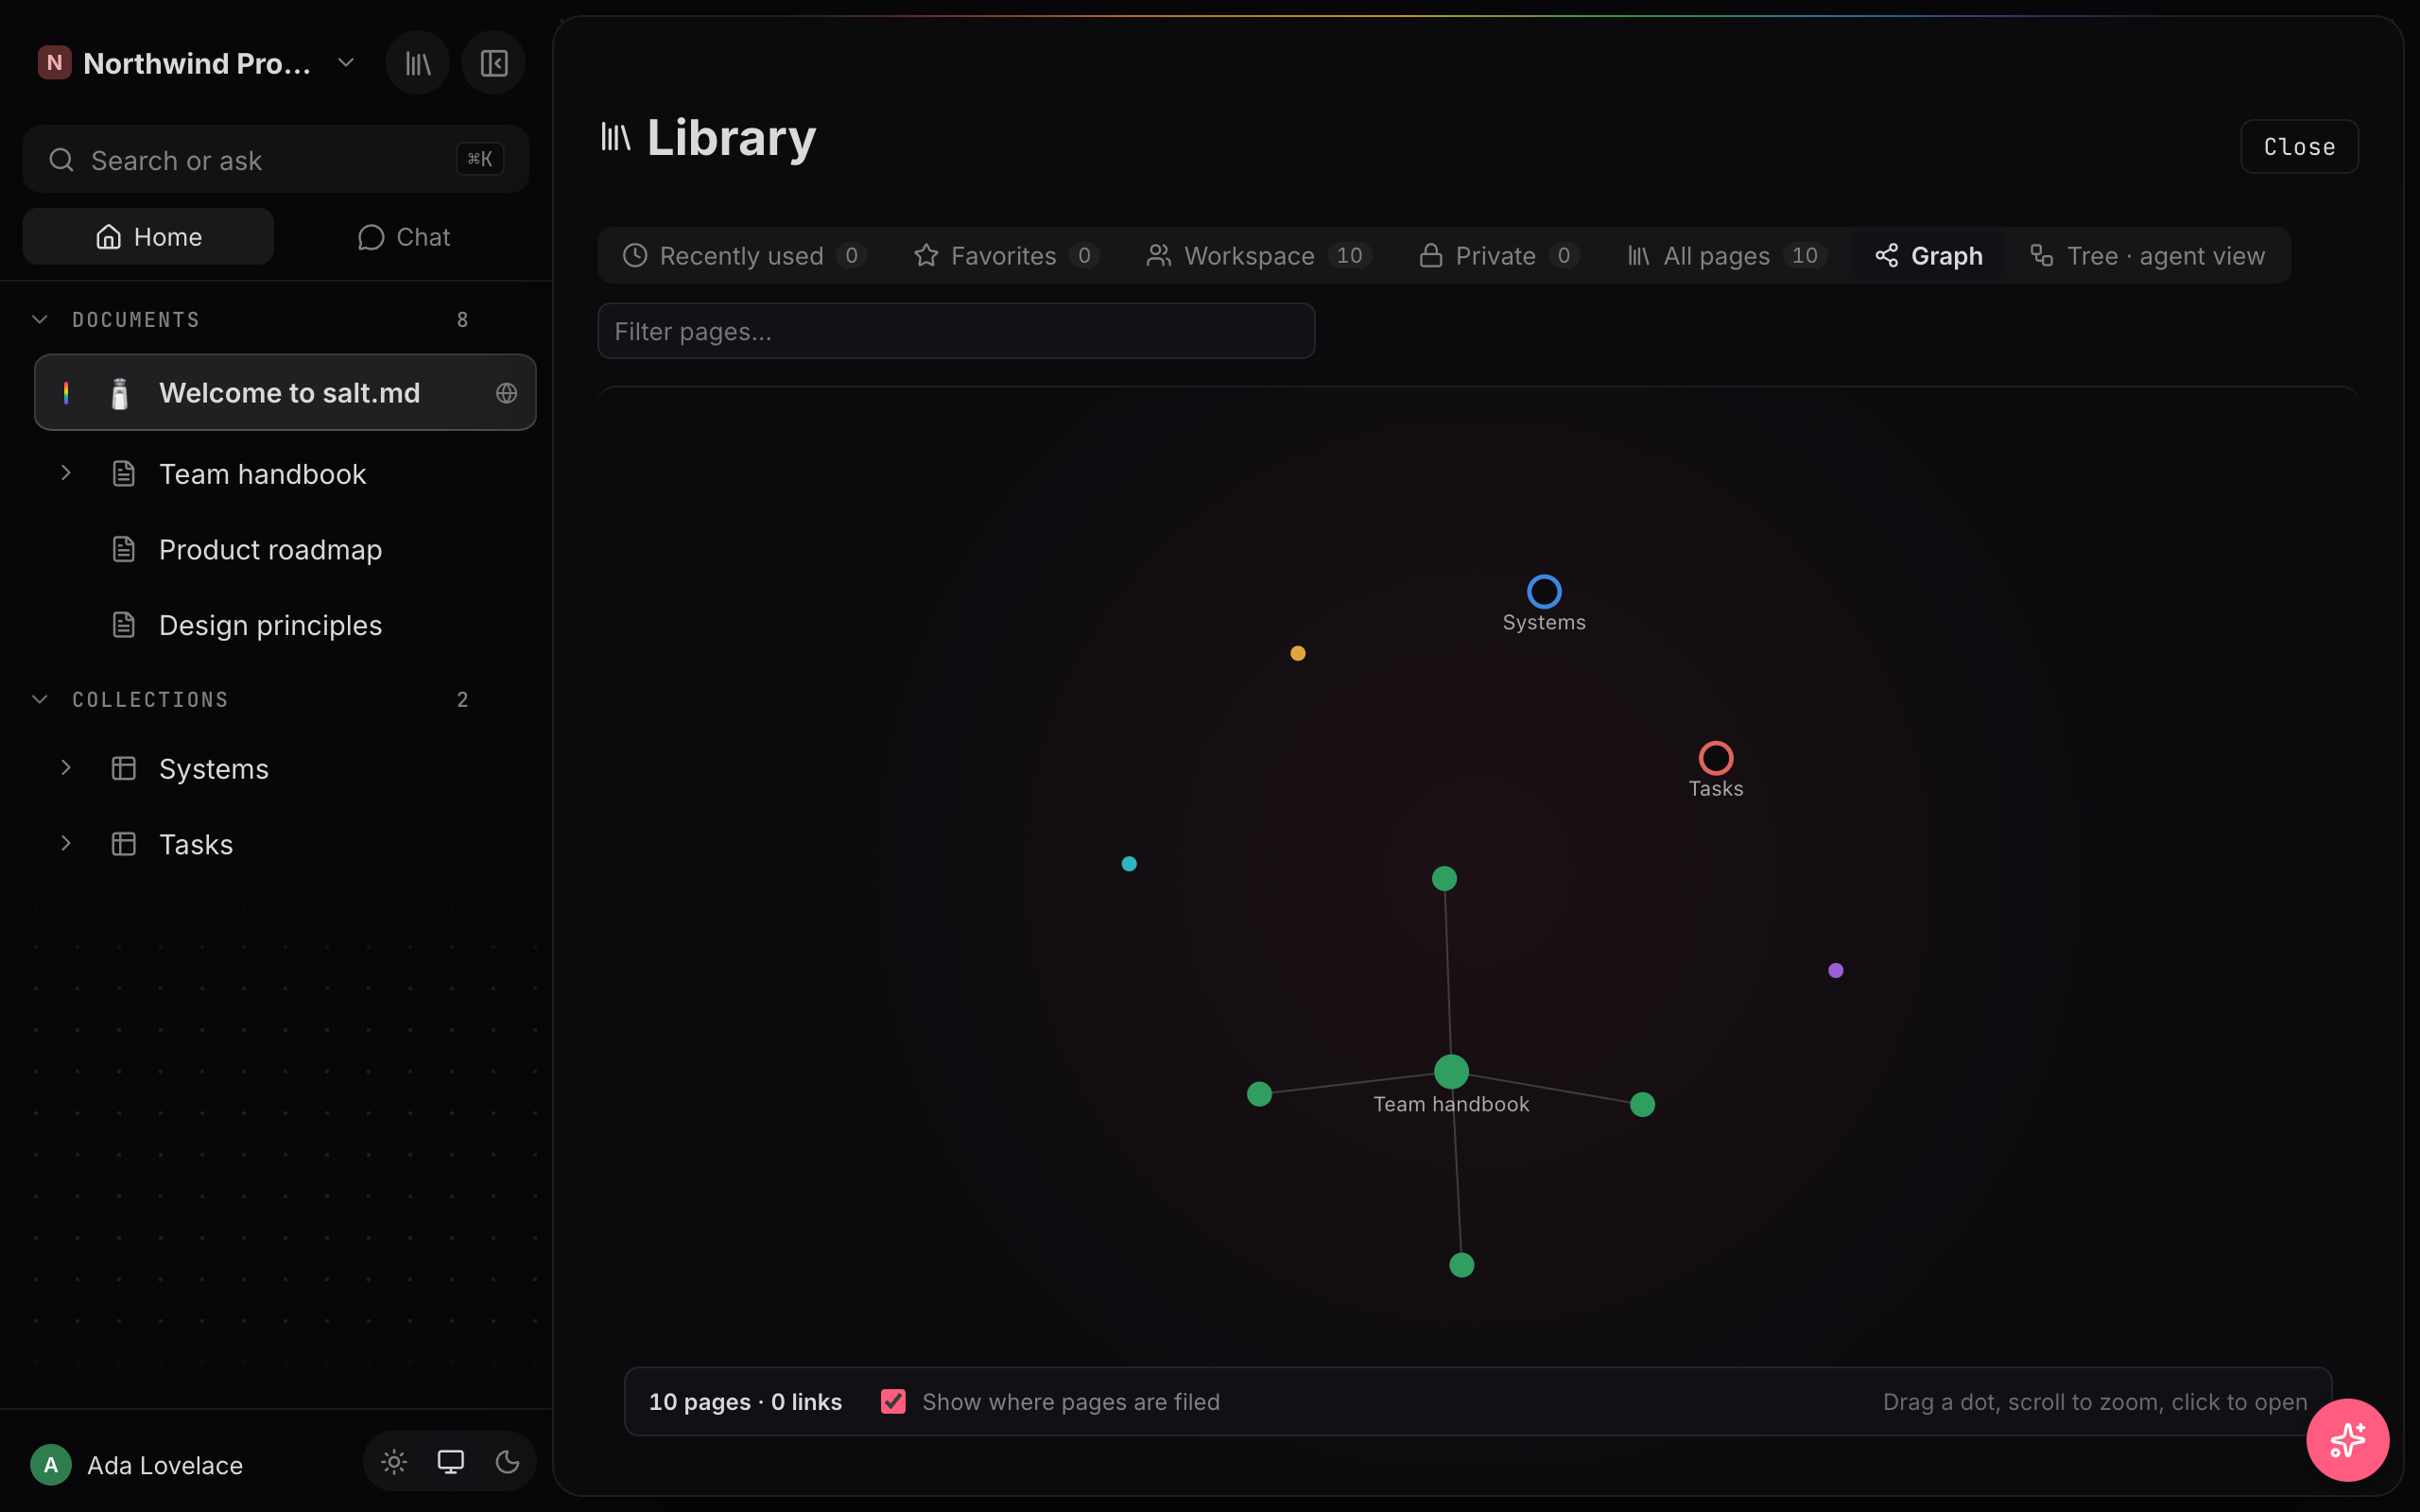 N Northwind Pro...
Search or ask ⌘K
Home Chat
DOCUMENTS 8
Welcome to salt.md
Team handbook
Product roadmap
Design principles
COLLECTIONS 2
Systems
Tasks
A Ada Lovelace
Library
Close
Recently used 0 Favorites 0 Workspace 10 Private 0 All pages 10 Graph Tree · agent view
Filter pages...
Systems
Tasks
Team handbook
10 pages · 0 links Show where pages are filed Drag a dot, scroll to zoom, click to open